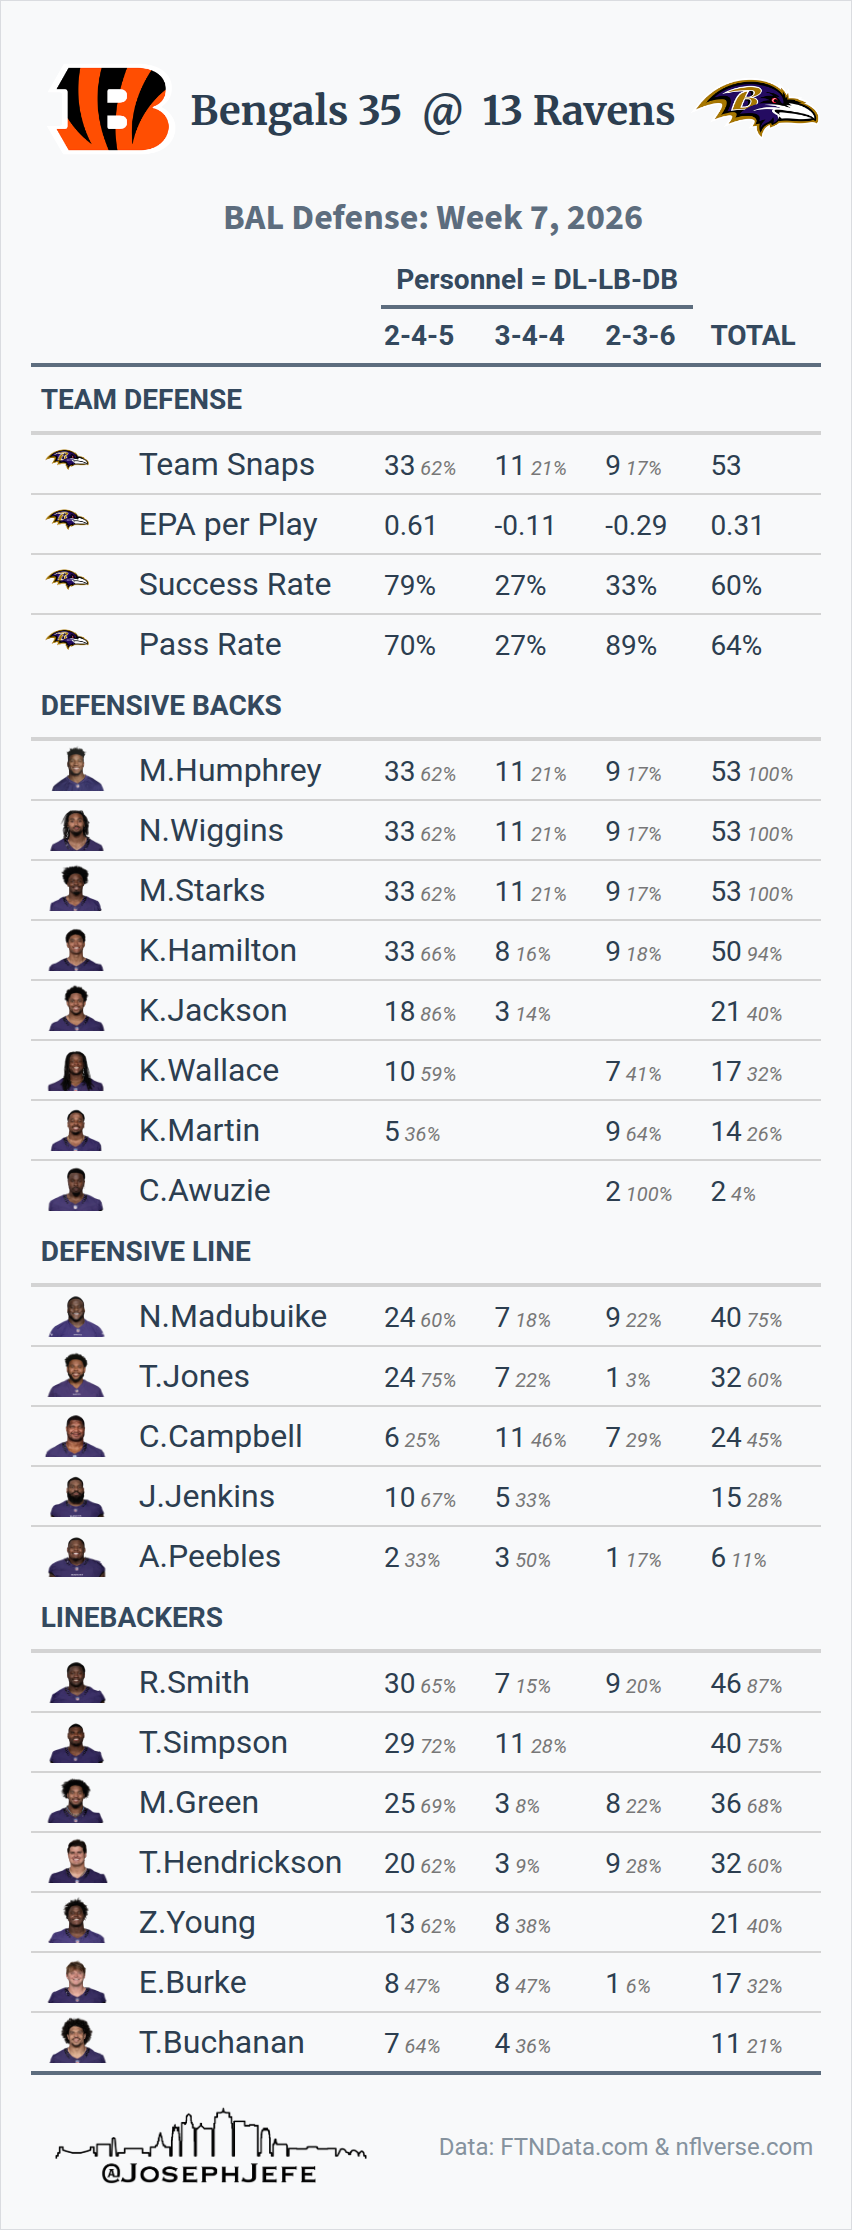 Bengals 35 @ 13 Ravens
BAL Defense: Week 7, 2026
Personnel = DL-LB-DB
2-4-5 3-4-4 2-3-6 TOTAL
TEAM DEFENSE
Team Snaps 33 62% 11 21% 9 17% 53
EPA per Play 0.61 -0.11 -0.29 0.31
Success Rate 79% 27% 33% 60%
Pass Rate 70% 27% 89% 64%
DEFENSIVE BACKS
M.Humphrey 33 62% 11 21% 9 17% 53 100%
N.Wiggins 33 62% 11 21% 9 17% 53 100%
M.Starks 33 62% 11 21% 9 17% 53 100%
K.Hamilton 33 66% 8 16% 9 18% 50 94%
K.Jackson 18 86% 3 14% 21 40%
K.Wallace 10 59% 7 41% 17 32%
K.Martin 5 36% 9 64% 14 26%
C.Awuzie 2 100% 2 4%
DEFENSIVE LINE
N.Madubuike 24 60% 7 18% 9 22% 40 75%
T.Jones 24 75% 7 22% 1 3% 32 60%
C.Campbell 6 25% 11 46% 7 29% 24 45%
J.Jenkins 10 67% 5 33% 15 28%
A.Peebles 2 33% 3 50% 1 17% 6 11%
LINEBACKERS
R.Smith 30 65% 7 15% 9 20% 46 87%
T.Simpson 29 72% 11 28% 40 75%
M.Green 25 69% 3 8% 8 22% 36 68%
T.Hendrickson 20 62% 3 9% 9 28% 32 60%
Z.Young 13 62% 8 38% 21 40%
E.Burke 8 47% 8 47% 1 6% 17 32%
T.Buchanan 7 64% 4 36% 11 21%
@JOSEPHJEFE
Data: FTNData.com & nflverse.com